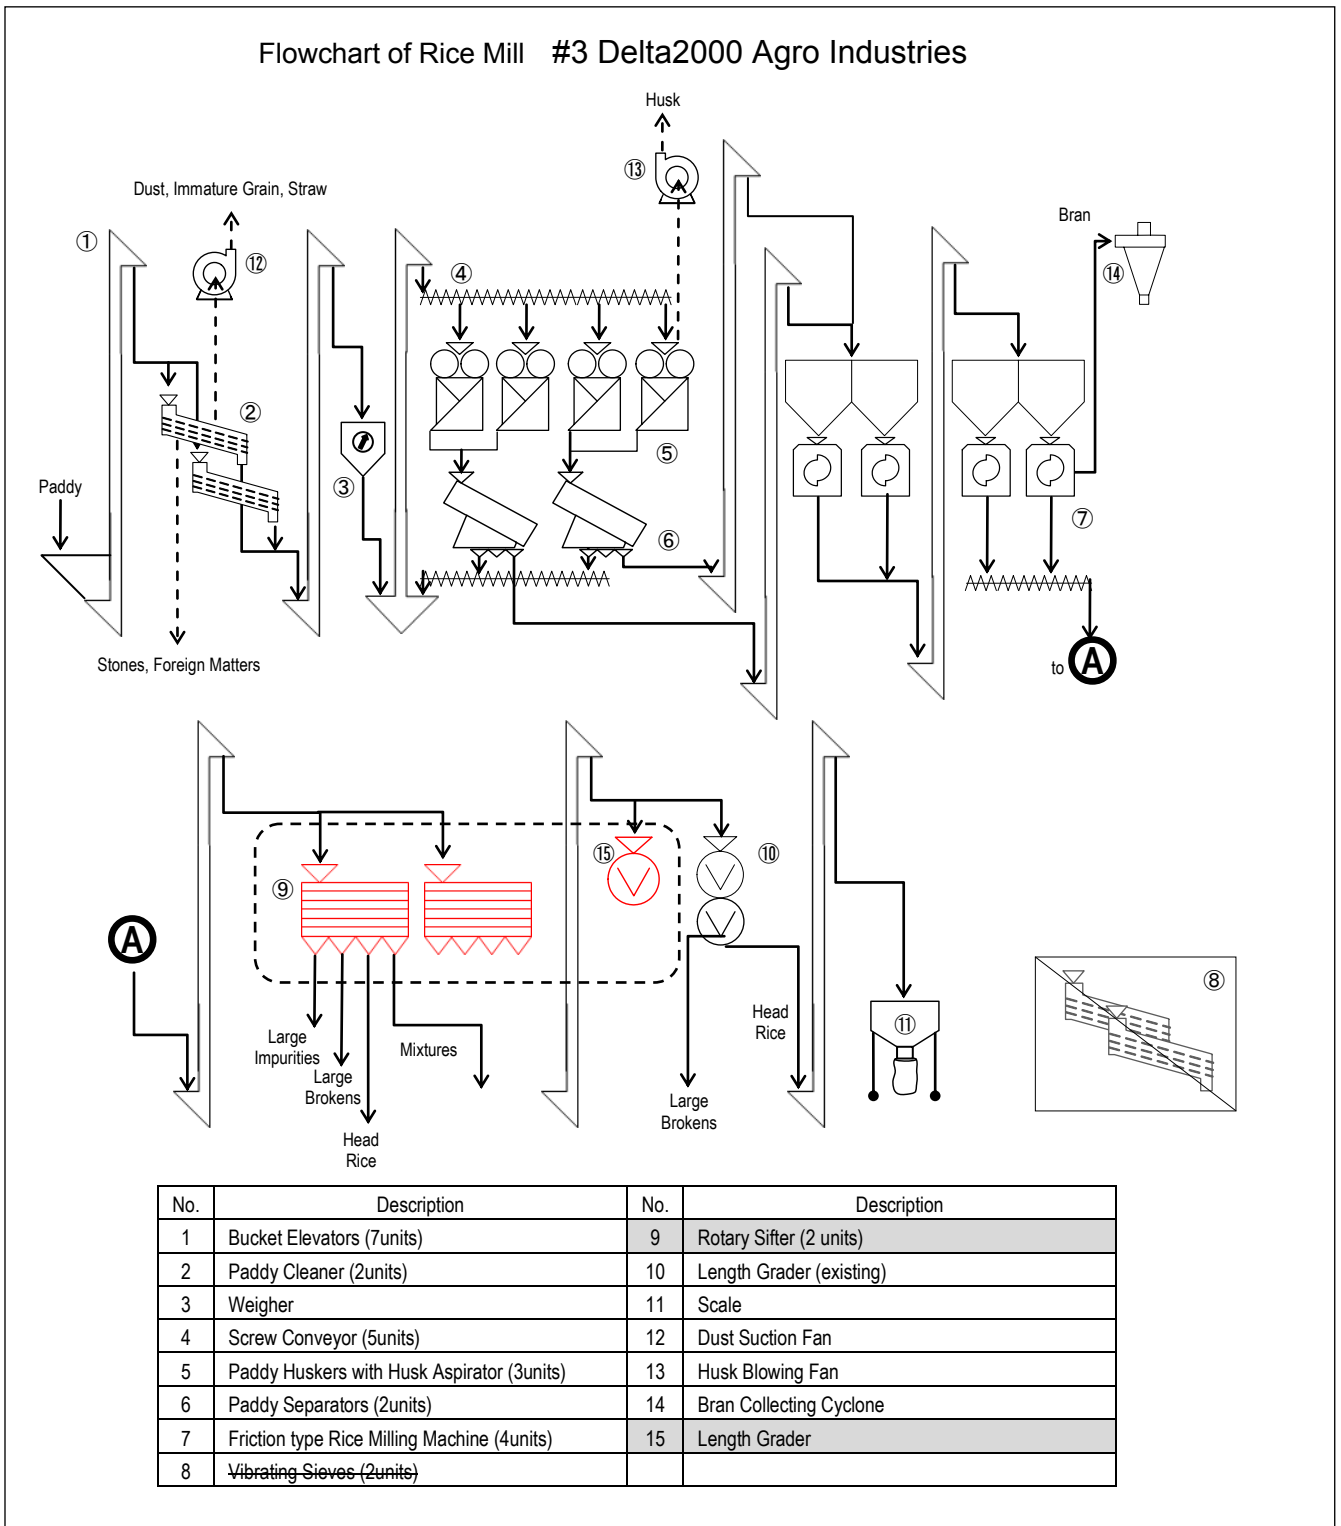 Flowchart of Rice Mill #3 Delta2000 Agro Industries
Husk
⑬
Dust, Immature Grain, Straw
Bran
①
⑫
④
⑭
②
⑤
③
Paddy
⑥
⑦
Stones, Foreign Matters
to A
⑮
⑩
⑨
A
⑧
Head
Rice
⑪
Large
Impurities
Mixtures
Large
Brokens
Large
Brokens
Head
Rice
No. Description No. Description
1 Bucket Elevators (7units) 9 Rotary Sifter (2 units)
2 Paddy Cleaner (2units) 10 Length Grader (existing)
3 Weigher 11 Scale
4 Screw Conveyor (5units) 12 Dust Suction Fan
5 Paddy Huskers with Husk Aspirator (3units) 13 Husk Blowing Fan
6 Paddy Separators (2units) 14 Bran Collecting Cyclone
7 Friction type Rice Milling Machine (4units) 15 Length Grader
8 Vibrating Sieves (2units)